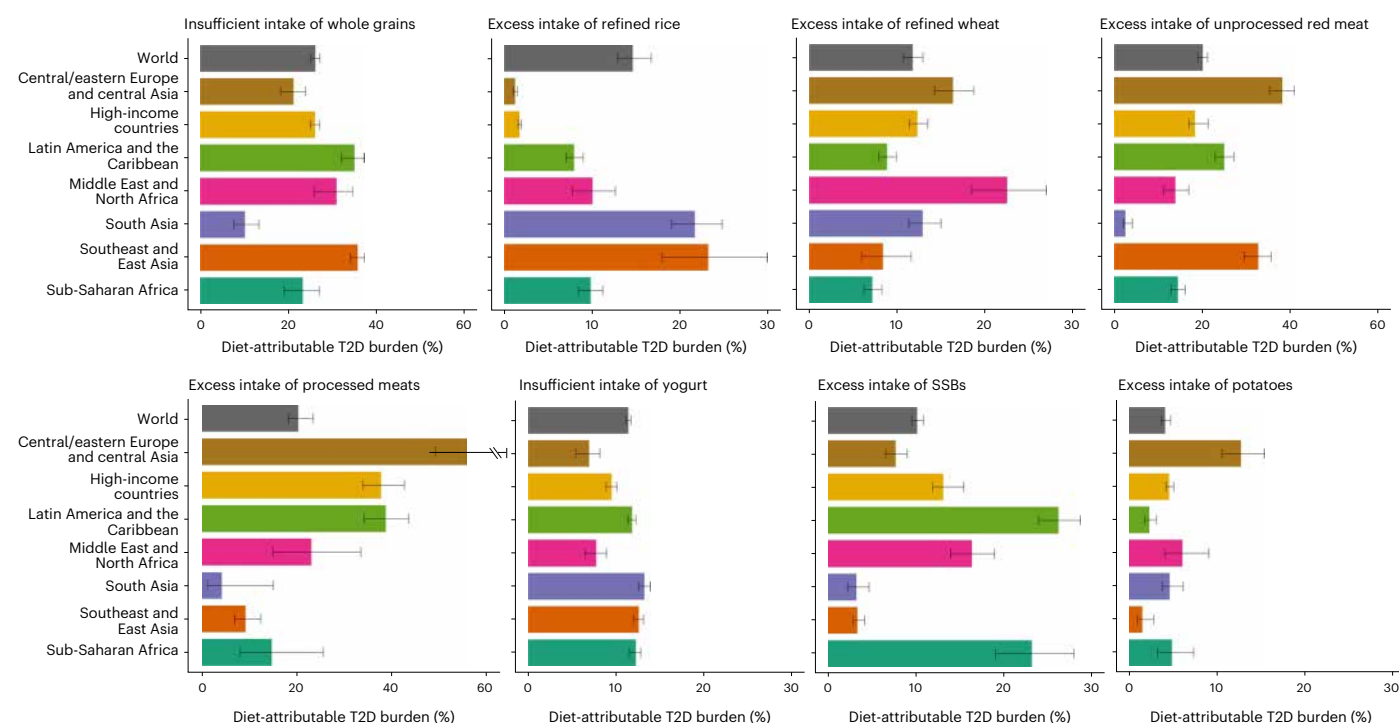 Insufficient intake of whole grains
Excess intake of refined rice
Excess intake of refined wheat
Excess intake of unprocessed red meat
World
Central/eastern Europe
and central Asia
High-income
countries
Latin America and the
Caribbean
Middle East and
North Africa
South Asia
Southeast and
East Asia
Sub-Saharan Africa
0 20 40 60
0 10 20 30
0 10 20 30
0 20 40 60
Diet-attributable T2D burden (%)
Diet-attributable T2D burden (%)
Diet-attributable T2D burden (%)
Diet-attributable T2D burden (%)
Excess intake of processed meats
Insufficient intake of yogurt
Excess intake of SSBs
Excess intake of potatoes
World
Central/eastern Europe
and central Asia
High-income
countries
Latin America and the
Caribbean
Middle East and
North Africa
South Asia
Southeast and
East Asia
Sub-Saharan Africa
0 20 40 60
0 10 20 30
0 10 20 30
0 10 20 30
Diet-attributable T2D burden (%)
Diet-attributable T2D burden (%)
Diet-attributable T2D burden (%)
Diet-attributable T2D burden (%)